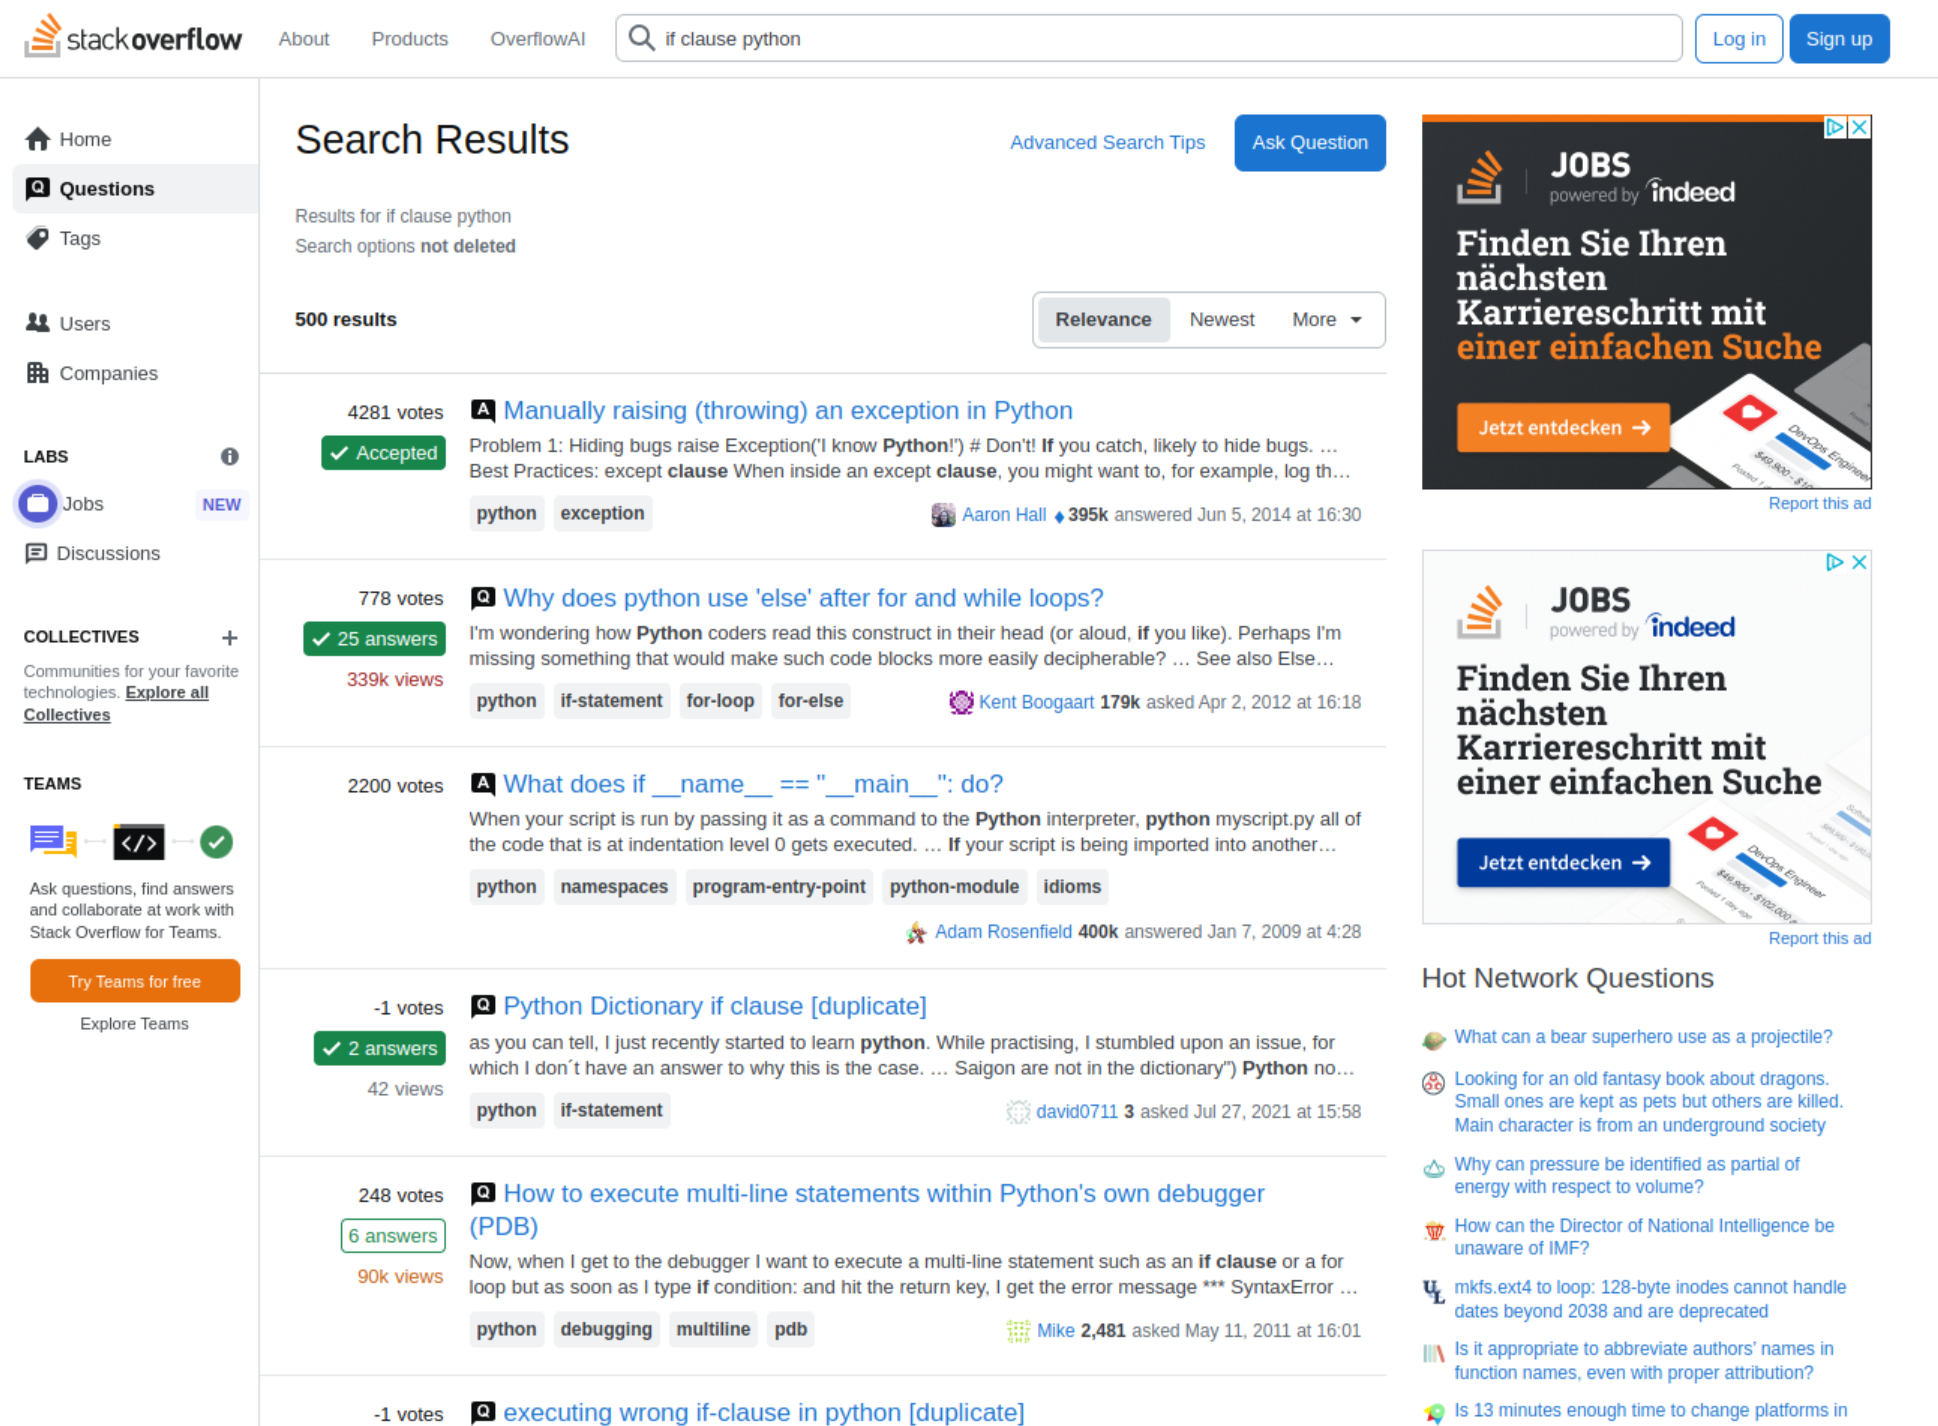 stackoverflow
About
Products
OverflowAI
if clause python
Log in
Sign up
Home
Questions
Tags
Users
Companies
LABS
Jobs
NEW
Discussions
COLLECTIVES
Communities for your favorite
technologies. Explore all
Collectives
TEAMS
</>
Ask questions, find answers
and collaborate at work with
Stack Overflow for Teams.
Try Teams for free
Explore Teams
Search Results
Advanced Search Tips
Ask Question
Results for if clause python
Search options not deleted
500 results
Relevance
Newest
More
4281 votes
Accepted
A Manually raising (throwing) an exception in Python
Problem 1: Hiding bugs raise Exception('I know Python!') # Don't! If you catch, likely to hide bugs. …
Best Practices: except clause When inside an except clause, you might want to, for example, log th…
python exception
Aaron Hall ♦ 395k answered Jun 5, 2014 at 16:30
778 votes
25 answers
339k views
Q Why does python use 'else' after for and while loops?
I'm wondering how Python coders read this construct in their head (or aloud, if you like). Perhaps I'm
missing something that would make such code blocks more easily decipherable? … See also Else…
python if-statement for-loop for-else
Kent Boogaart 179k asked Apr 2, 2012 at 16:18
2200 votes
A What does if __name__ == "__main__": do?
When your script is run by passing it as a command to the Python interpreter, python myscript.py all of
the code that is at indentation level 0 gets executed. … If your script is being imported into another…
python namespaces program-entry-point python-module idioms
Adam Rosenfield 400k answered Jan 7, 2009 at 4:28
-1 votes
2 answers
42 views
Q Python Dictionary if clause [duplicate]
as you can tell, I just recently started to learn python. While practising, I stumbled upon an issue, for
which I don´t have an answer to why this is the case. … Saigon are not in the dictionary") Python no…
python if-statement
david0711 3 asked Jul 27, 2021 at 15:58
248 votes
6 answers
90k views
Q How to execute multi-line statements within Python's own debugger
(PDB)
Now, when I get to the debugger I want to execute a multi-line statement such as an if clause or a for
loop but as soon as I type if condition: and hit the return key, I get the error message *** SyntaxError …
python debugging multiline pdb
Mike 2,481 asked May 11, 2011 at 16:01
-1 votes
Q executing wrong if-clause in python [duplicate]
JOBS
powered by indeed
Finden Sie Ihren
nächsten
Karriereschritt mit
einer einfachen Suche
Jetzt entdecken →
DevOps Engineer
Report this ad
JOBS
powered by indeed
Finden Sie Ihren
nächsten
Karriereschritt mit
einer einfachen Suche
Jetzt entdecken →
DevOps Engineer
$49,900 - $102,000
Posted 1 day ago
Report this ad
Hot Network Questions
What can a bear superhero use as a projectile?
Looking for an old fantasy book about dragons.
Small ones are kept as pets but others are killed.
Main character is from an underground society
Why can pressure be identified as partial of
energy with respect to volume?
How can the Director of National Intelligence be
unaware of IMF?
mkfs.ext4 to loop: 128-byte inodes cannot handle
dates beyond 2038 and are deprecated
Is it appropriate to abbreviate authors’ names in
function names, even with proper attribution?
Is 13 minutes enough time to change platforms in